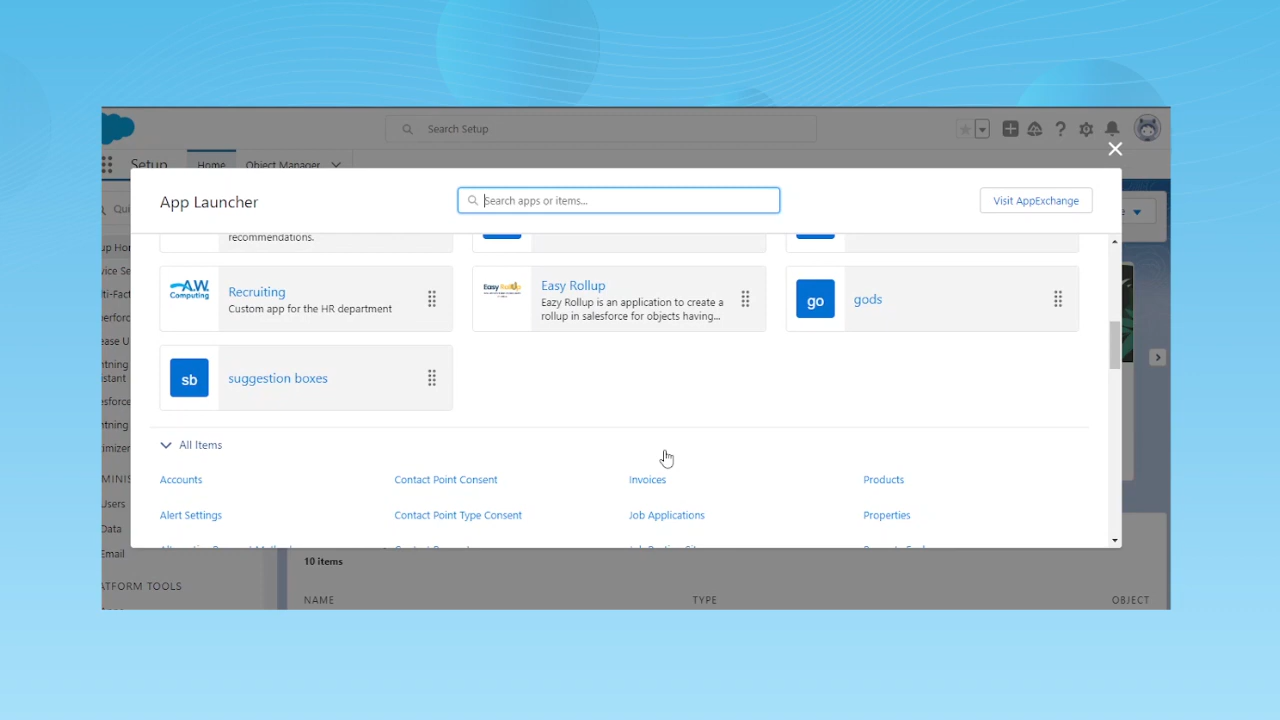 Search Setup
Setup
Home
Object Manager
App Launcher
Search apps or items...
Visit AppExchange
recommendations.
A.W.
Computing
Recruiting
Custom app for the HR department
Easy Rollup
Easy Rollup
Eazy Rollup is an application to create a
rollup in salesforce for objects having...
go
gods
sb
suggestion boxes
All Items
Accounts
Contact Point Consent
Invoices
Products
Alert Settings
Contact Point Type Consent
Job Applications
Properties
Users
Data
Email
10 items
ATFORM TOOLS
NAME
TYPE
OBJECT